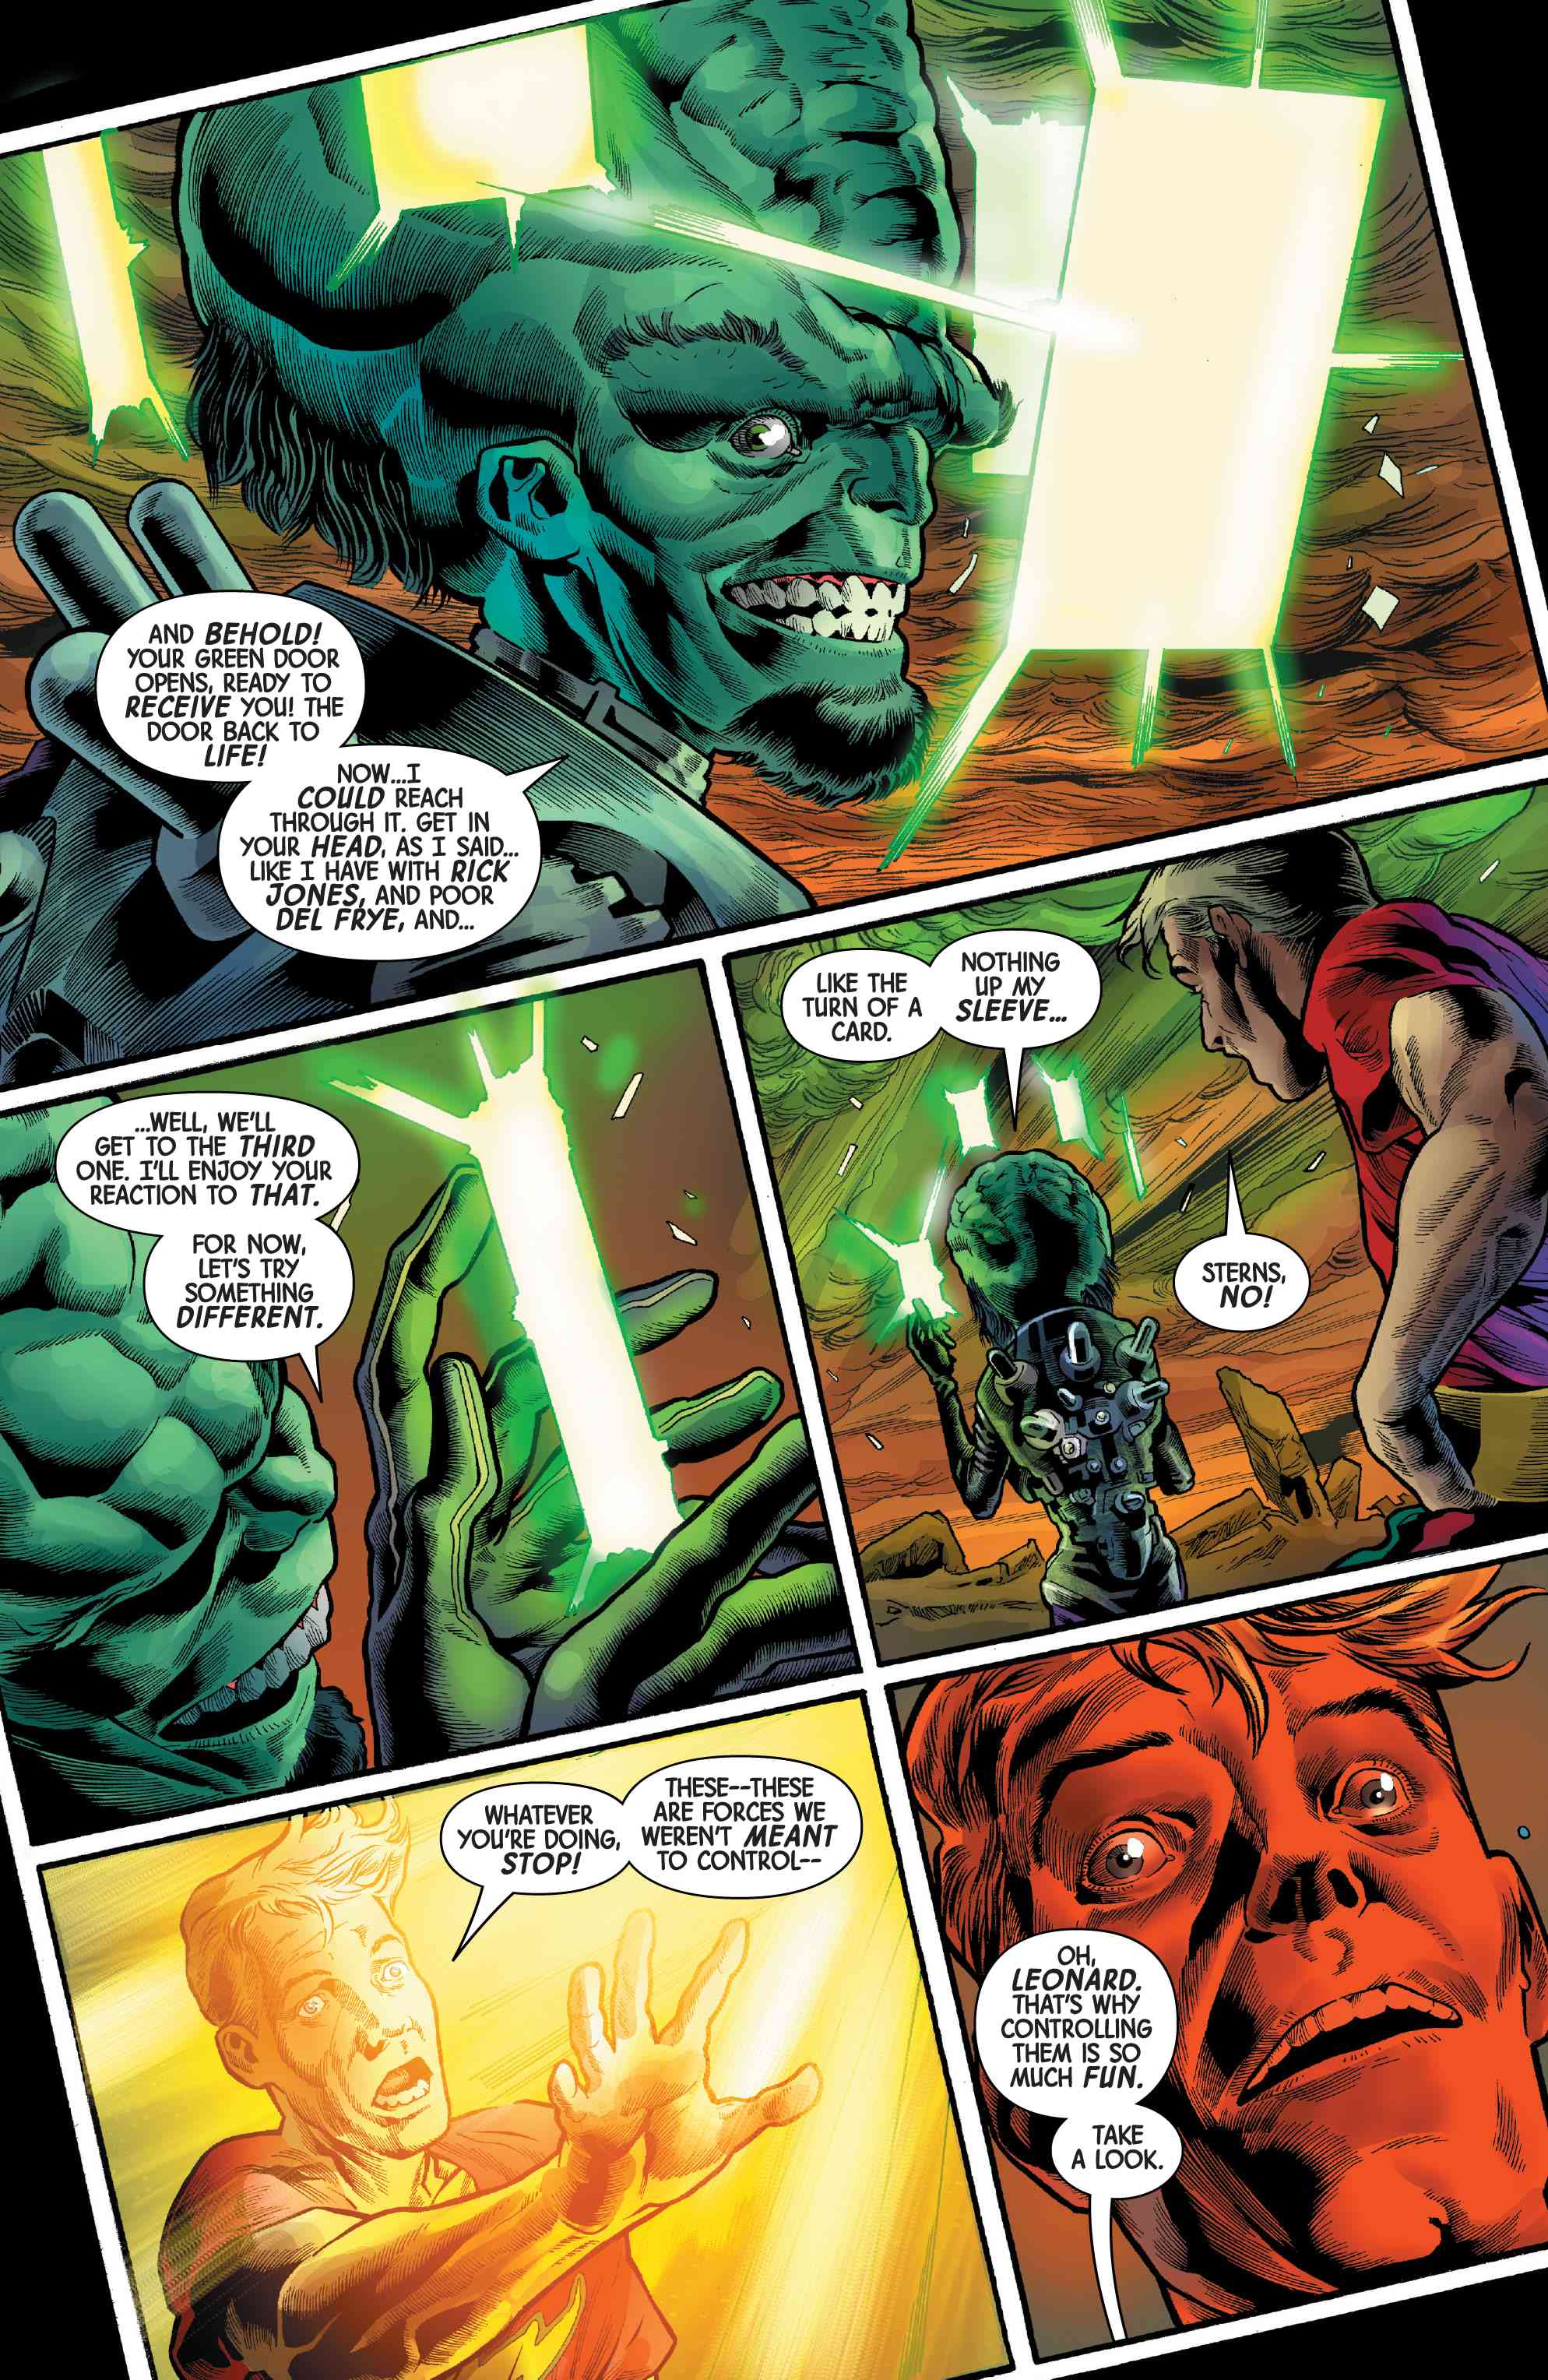 AND BEHOLD!
YOUR GREEN DOOR
OPENS, READY TO
RECEIVE YOU! THE
DOOR BACK TO
LIFE!
NOW...I
COULD REACH
THROUGH IT. GET IN
YOUR HEAD, AS I SAID...
LIKE I HAVE WITH RICK
JONES, AND POOR
DEL FRYE, AND...
...WELL, WE'LL
GET TO THE THIRD
ONE. I'LL ENJOY YOUR
REACTION TO THAT.
FOR NOW,
LET'S TRY
SOMETHING
DIFFERENT.
LIKE THE
TURN OF A
CARD.
NOTHING
UP MY
SLEEVE...
STERNS,
NO!
WHATEVER
YOU'RE DOING,
STOP!
THESE--THESE
ARE FORCES WE
WEREN'T MEANT
TO CONTROL--
OH,
LEONARD.
THAT'S WHY
CONTROLLING
THEM IS SO
MUCH FUN.
TAKE
A LOOK.